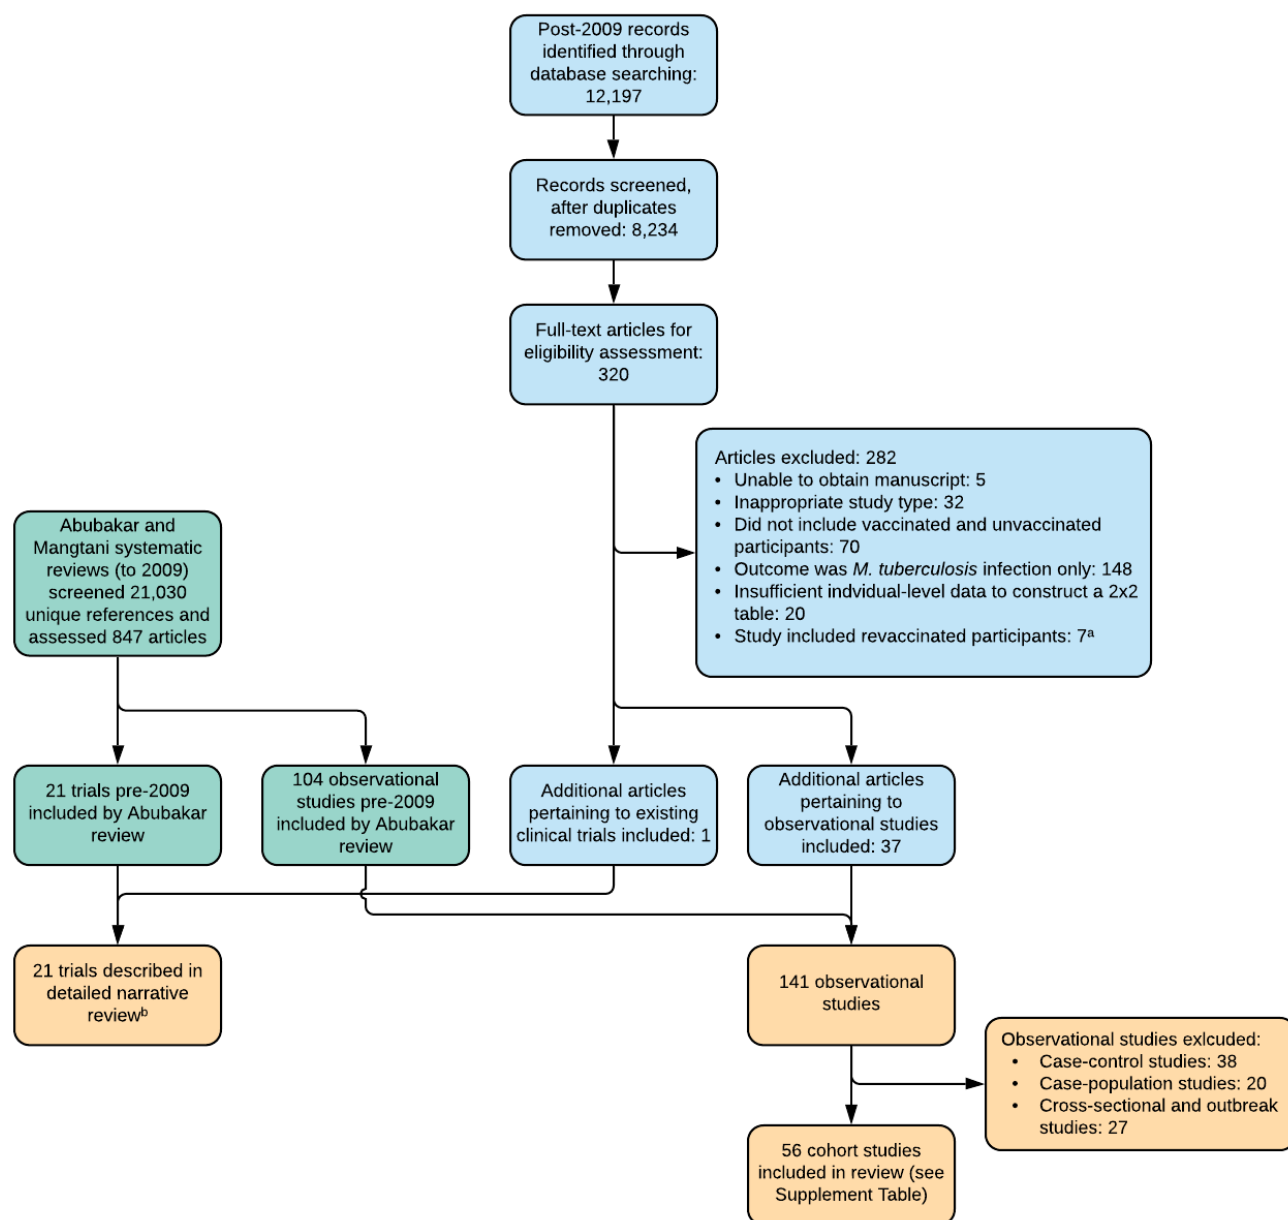 Post-2009 records
identified through
database searching:
12,197
Records screened,
after duplicates
removed: 8,234
Full-text articles for
eligibility assessment:
320
Articles excluded: 282
• Unable to obtain manuscript: 5
• Inappropriate study type: 32
• Did not include vaccinated and unvaccinated
participants: 70
• Outcome was M. tuberculosis infection only: 148
• Insufficient indvidual-level data to construct a 2x2
table: 20
• Study included revaccinated participants: 7ᵃ
Abubakar and
Mangtani systematic
reviews (to 2009)
screened 21,030
unique references and
assessed 847 articles
21 trials pre-2009
included by Abubakar
review
104 observational
studies pre-2009
included by Abubakar
review
Additional articles
pertaining to existing
clinical trials included: 1
Additional articles
pertaining to
observational studies
included: 37
21 trials described in
detailed narrative
reviewᵇ
141 observational
studies
Observational studies exlcuded:
• Case-control studies: 38
• Case-population studies: 20
• Cross-sectional and outbreak
studies: 27
56 cohort studies
included in review (see
Supplement Table)